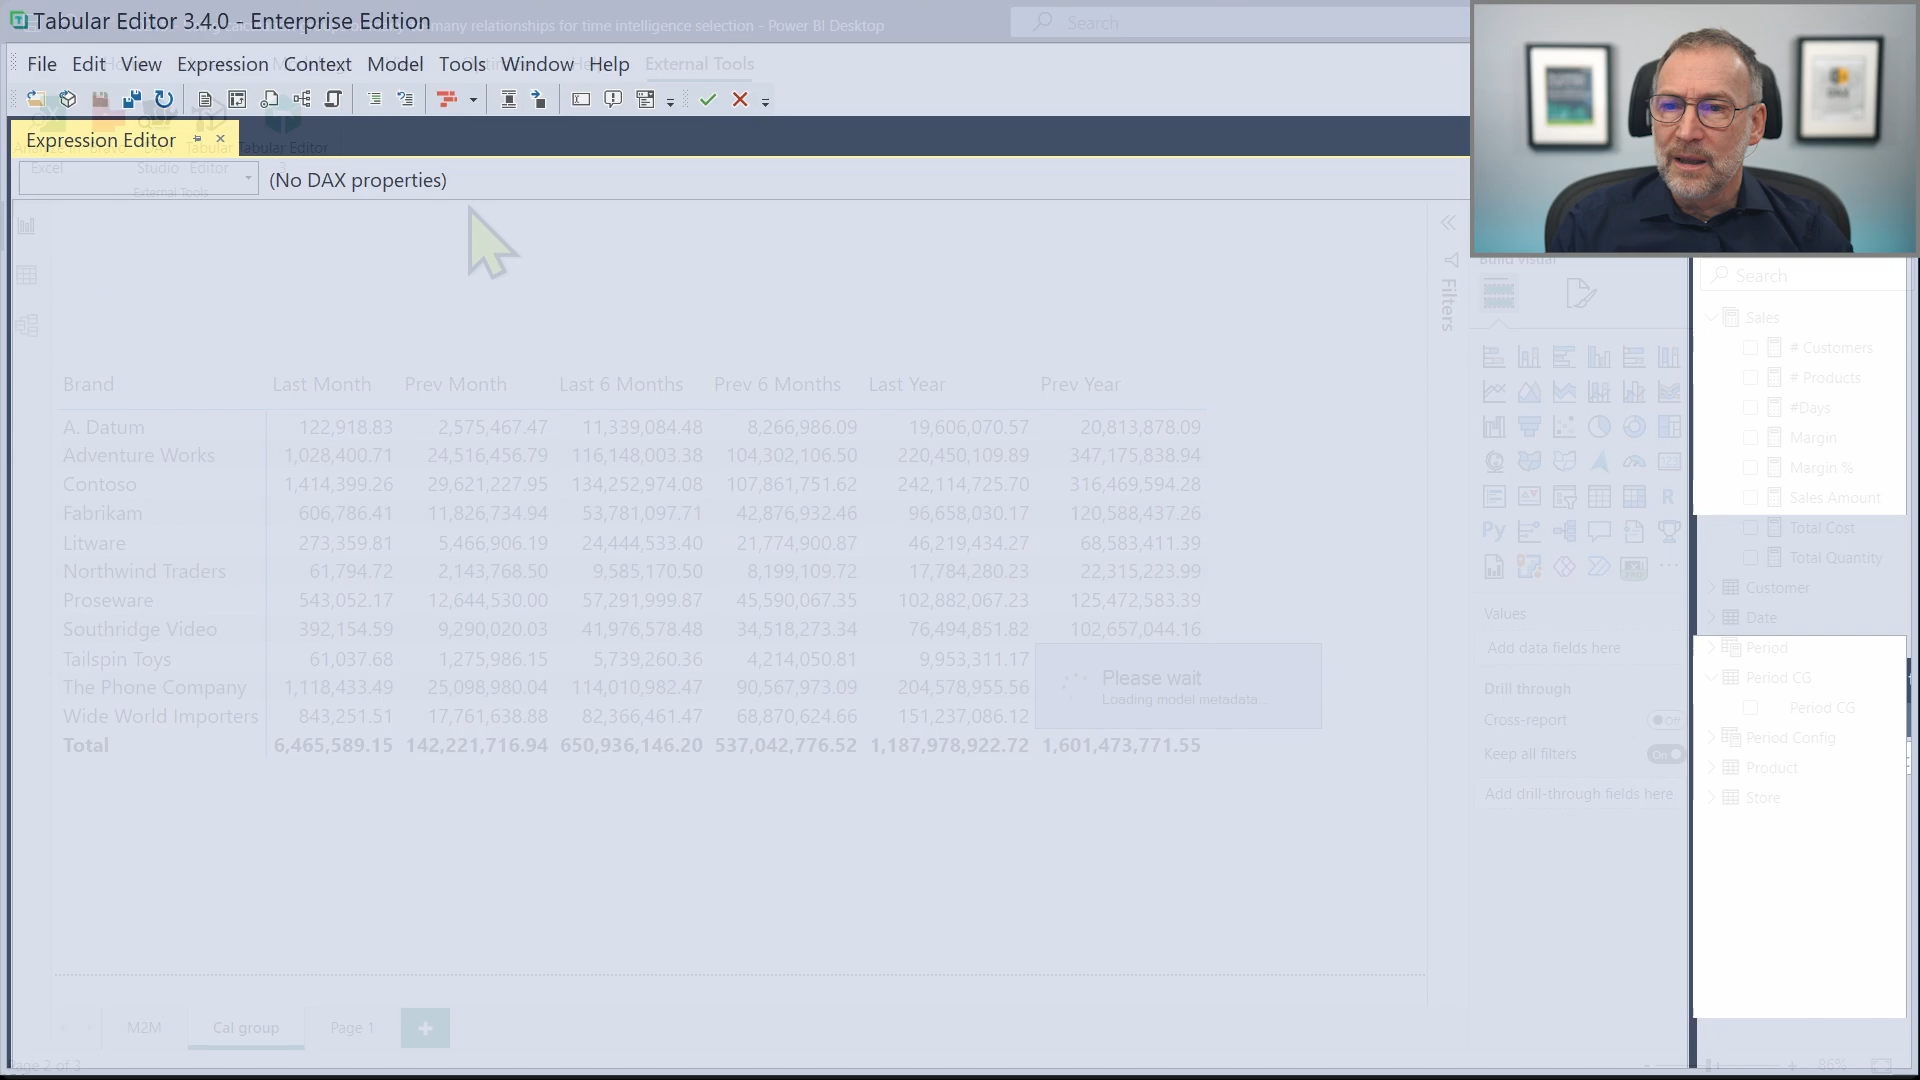 Tabular Editor 3.4.0 - Enterprise Edition
many relationships for time intelligence selection - Power BI Desktop
Search
File Edit View Expression Context Model Tools Window Help
External Tools
Expression Editor
Tabular Tabular Editor
Excel
Studio Editor 3
External Tools
(No DAX properties)
Filters
Build visual
Search
Brand Last Month Prev Month Last 6 Months Prev 6 Months Last Year Prev Year
A. Datum 122,918.83 2,575,467.47 11,339,084.48 8,266,986.09 19,606,070.57 20,813,878.09
Adventure Works 1,028,400.71 24,516,456.79 116,148,003.38 104,302,106.50 220,450,109.89 347,175,838.94
Contoso 1,414,399.26 29,621,227.95 134,252,974.08 107,861,751.62 242,114,725.70 316,469,594.28
Fabrikam 606,786.41 11,826,734.94 53,781,097.71 42,876,932.46 96,658,030.17 120,588,437.26
Litware 273,359.81 5,466,906.19 24,444,533.40 21,774,900.87 46,219,434.27 68,583,411.39
Northwind Traders 61,794.72 2,143,768.50 9,585,170.50 8,199,109.72 17,784,280.23 22,315,223.99
Proseware 543,052.17 12,644,530.00 57,291,999.87 45,590,067.35 102,882,067.23 125,472,583.39
Southridge Video 392,154.59 9,290,020.03 41,976,578.48 34,518,273.34 76,494,851.82 102,657,044.16
Tailspin Toys 61,037.68 1,275,986.15 5,739,260.36 4,214,050.81 9,953,311.17
The Phone Company 1,118,433.49 25,098,980.04 114,010,982.47 90,567,973.09 204,578,955.56
Wide World Importers 843,251.51 17,761,638.88 82,366,461.47 68,870,624.66 151,237,086.12
Total 6,465,589.15 142,221,716.94 650,936,146.20 537,042,776.52 1,187,978,922.72 1,601,473,771.55
Please wait
Loading model metadata...
R
Py
123
Values
Add data fields here
Drill through
Cross-report
Off
Keep all filters
On
Add drill-through fields here
Sales
# Customers
# Products
#Days
Margin
Margin %
Sales Amount
Total Cost
Total Quantity
Customer
Date
Period
Period CG
Period CG
Period Config
Product
Store
M2M Cal group Page 1 +
Page 2 of 3
86%